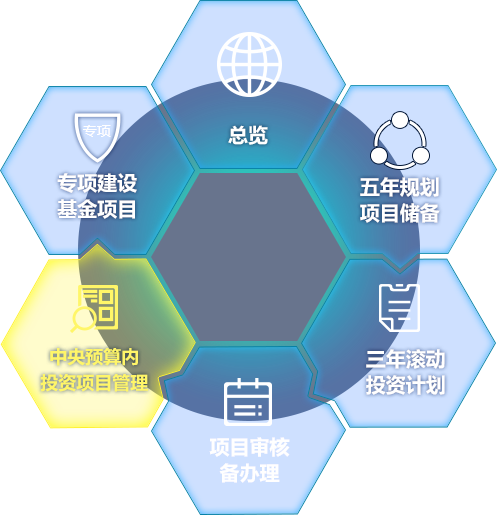 总览
专项
专项建设
基金项目
五年规划
项目储备
中央预算内
投资项目管理
三年滚动
投资计划
项目审核
备办理